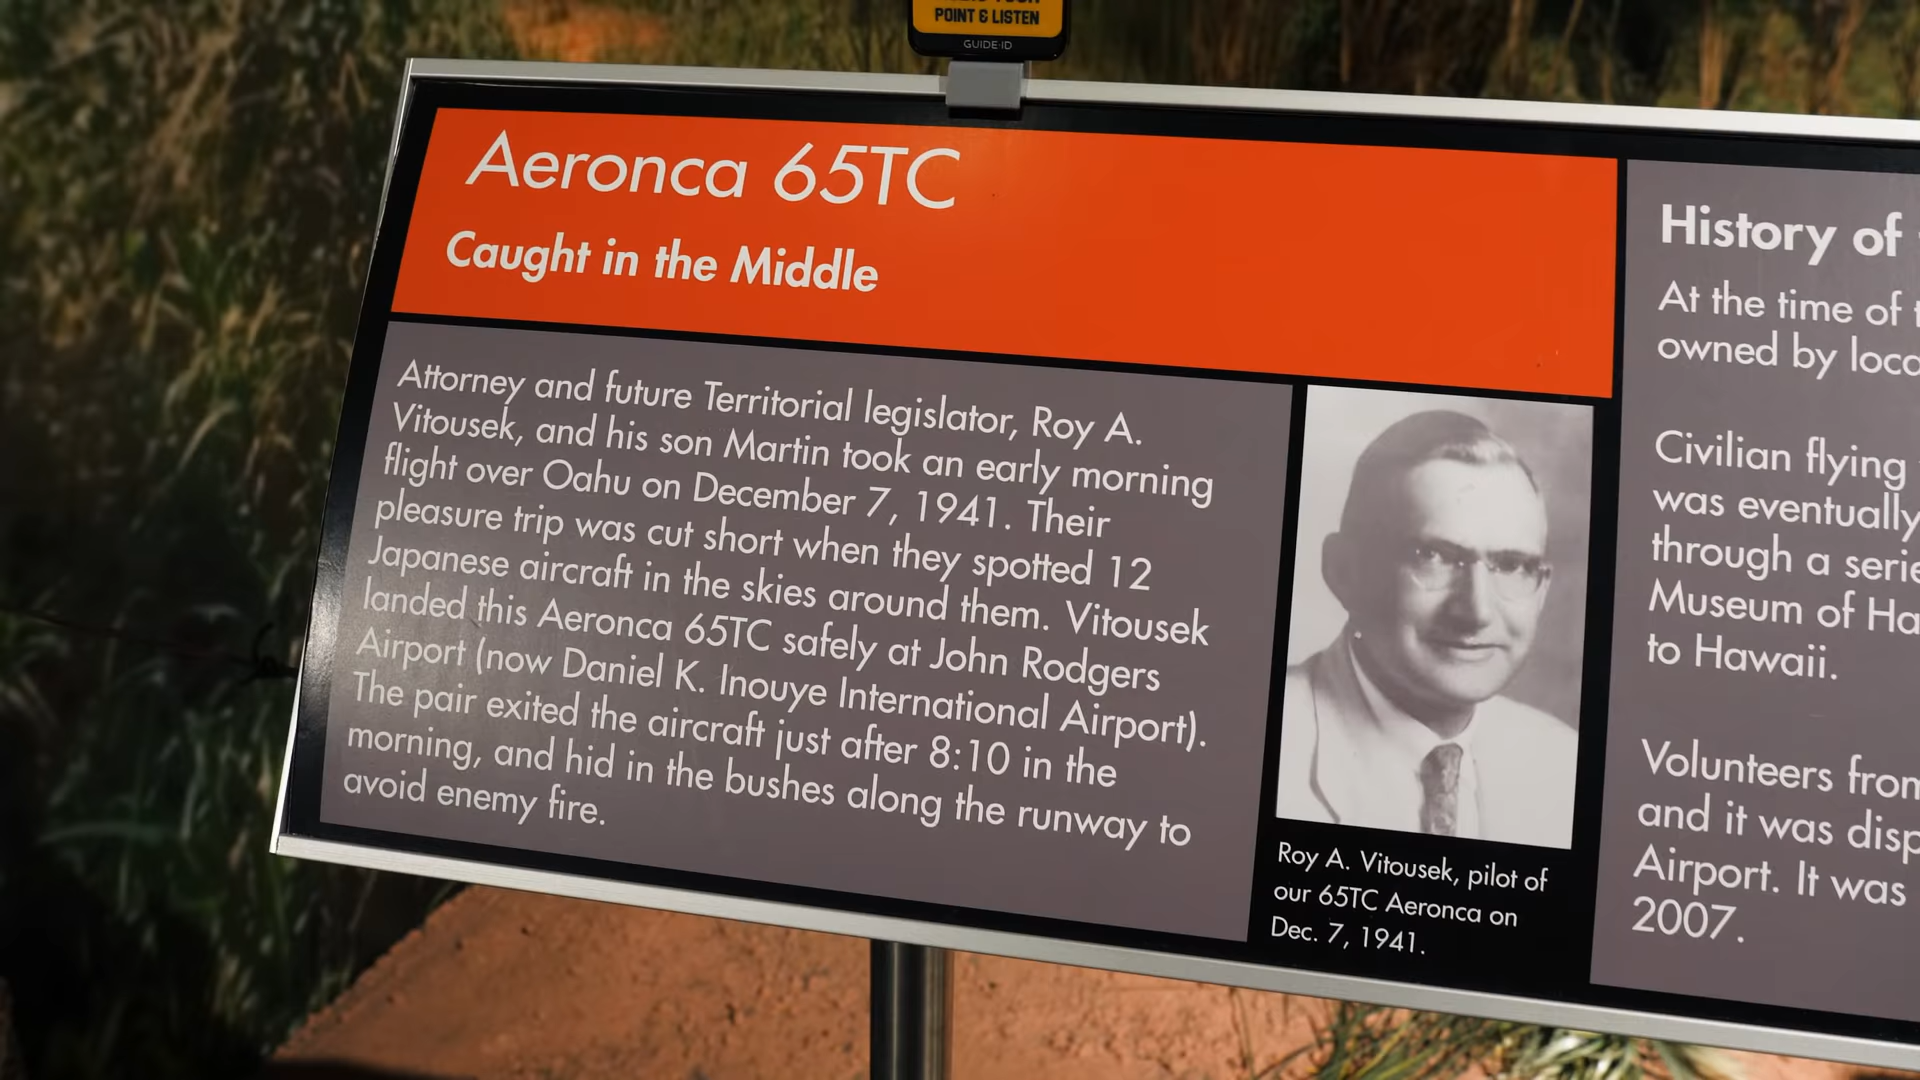 POINT & LISTEN
GUIDE·ID
Aeronca 65TC
Caught in the Middle
Attorney and future Territorial legislator, Roy A.
Vitousek, and his son Martin took an early morning
flight over Oahu on December 7, 1941. Their
pleasure trip was cut short when they spotted 12
Japanese aircraft in the skies around them. Vitousek
landed this Aeronca 65TC safely at John Rodgers
Airport (now Daniel K. Inouye International Airport).
The pair exited the aircraft just after 8:10 in the
morning, and hid in the bushes along the runway to
avoid enemy fire.
Roy A. Vitousek, pilot of
our 65TC Aeronca on
Dec. 7, 1941.
History of
At the time of
owned by
Civilian flying
was eventually
through a
Museum of
to Hawaii.
Volunteers
and it was
Airport. It was
2007.